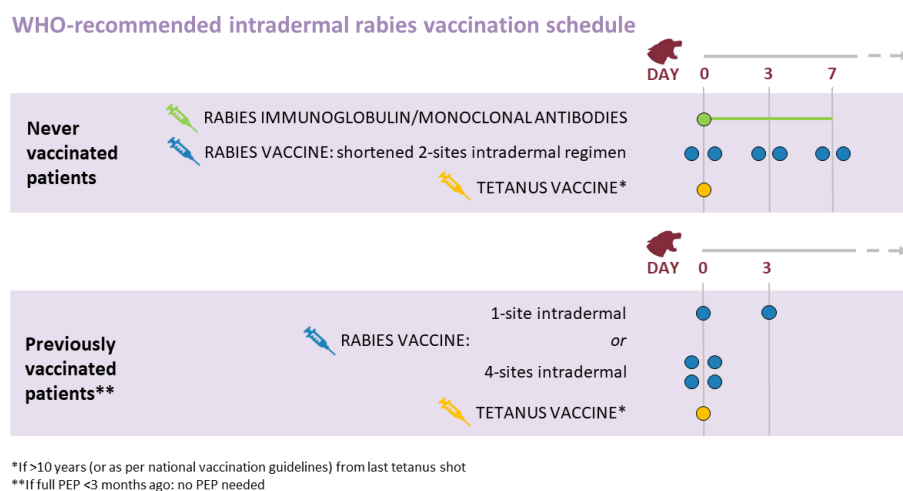 WHO-recommended intradermal rabies vaccination schedule
DAY 0 3 7
Never vaccinated patients
RABIES IMMUNOGLOBULIN/MONOCLONAL ANTIBODIES
RABIES VACCINE: shortened 2-sites intradermal regimen
TETANUS VACCINE*
DAY 0 3
Previously vaccinated patients**
RABIES VACCINE:
1-site intradermal
or
4-sites intradermal
TETANUS VACCINE*
*If >10 years (or as per national vaccination guidelines) from last tetanus shot
**If full PEP <3 months ago: no PEP needed